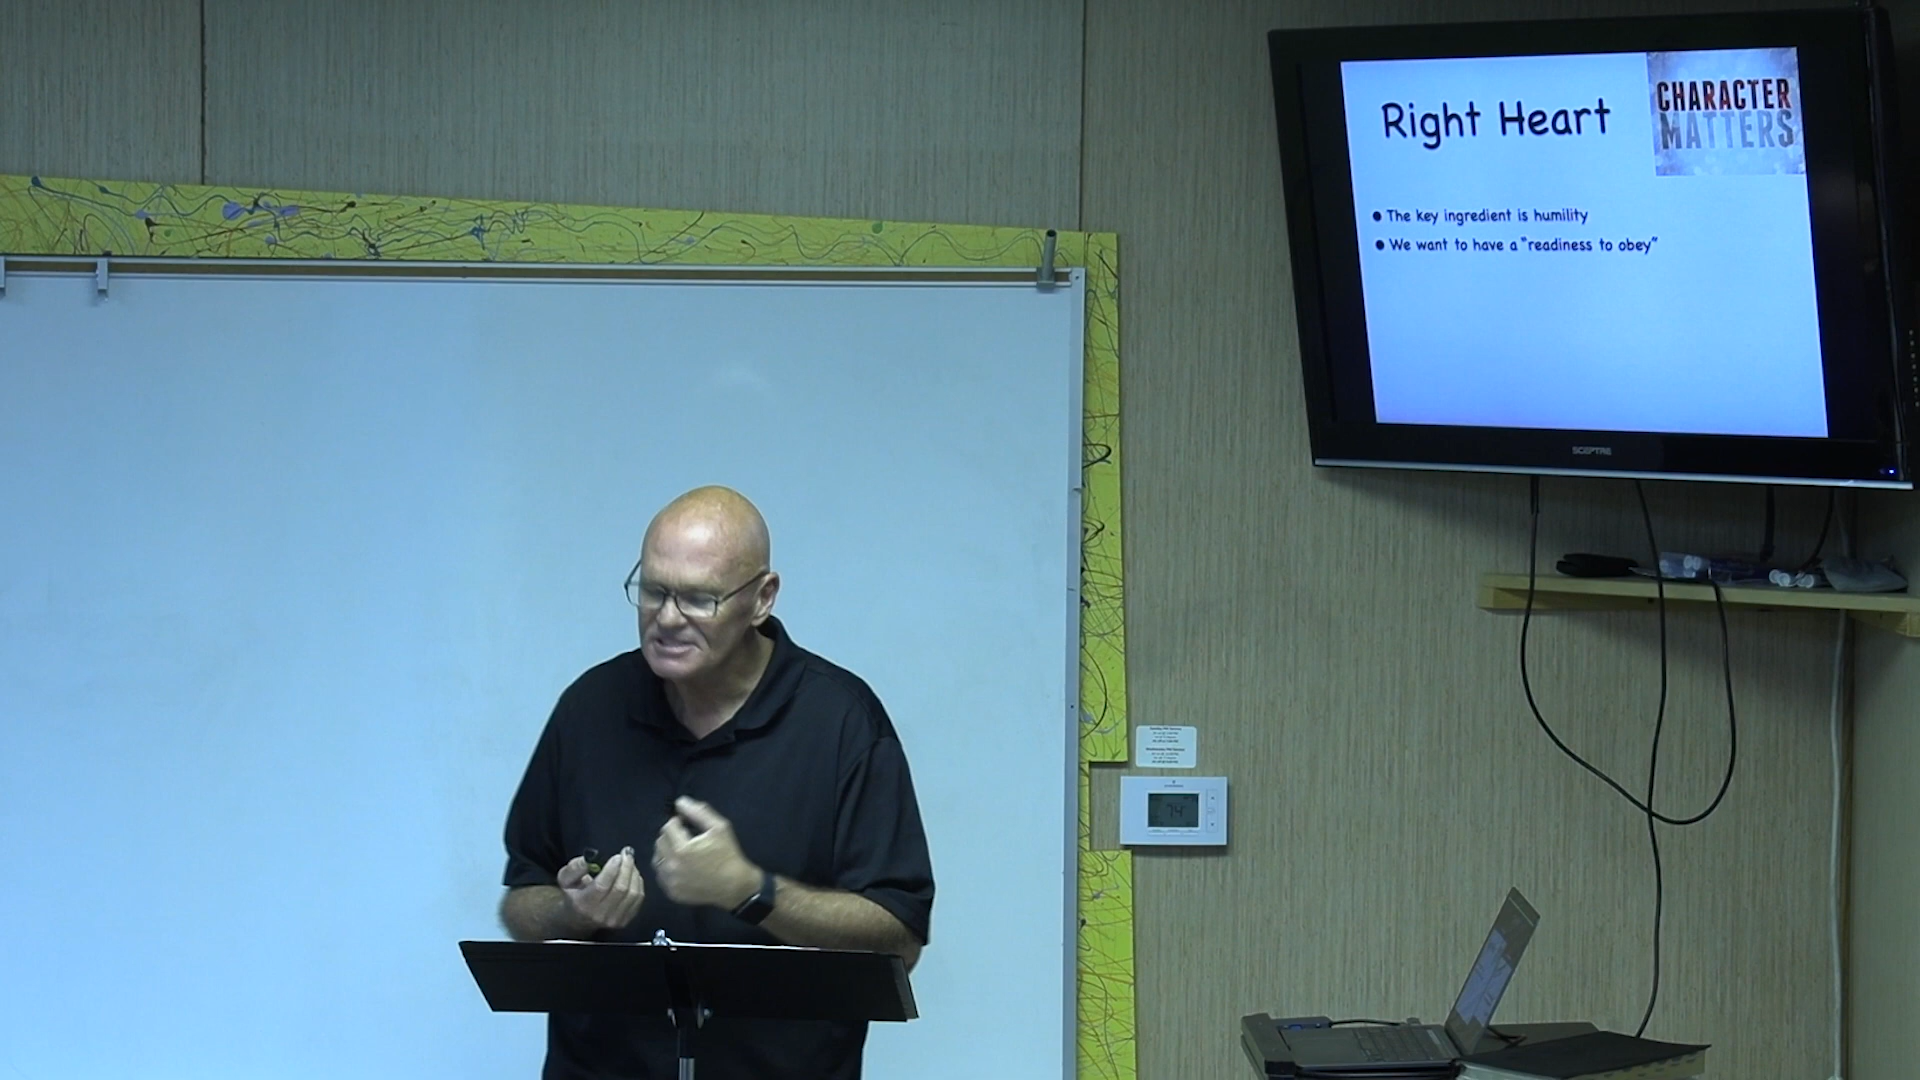 Right Heart
CHARACTER
MATTERS
• The key ingredient is humility
• We want to have a "readiness to obey"
SCEPTRE
74